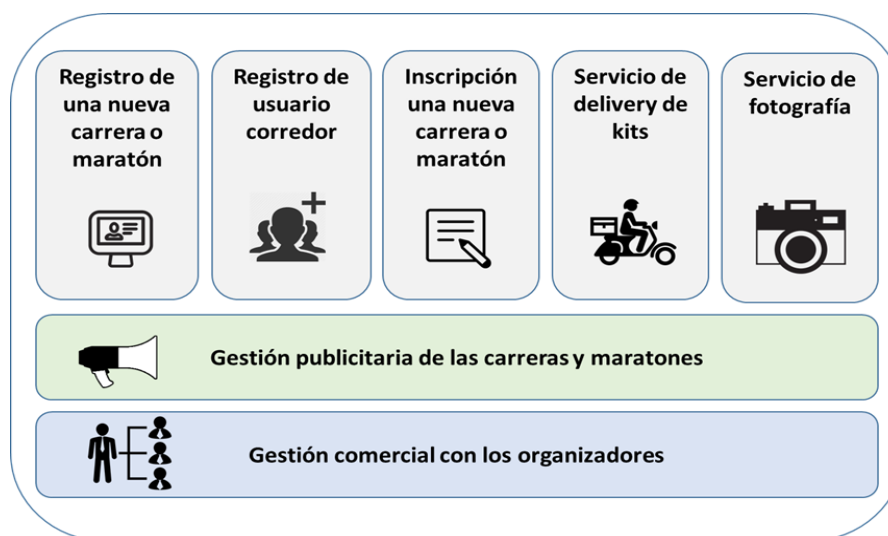 Registro de
una nueva
carrera o
maratón
Registro de
usuario
corredor
Inscripción
una nueva
carrera o
maratón
Servicio de
delivery de
kits
Servicio de
fotografía
Gestión publicitaria de las carreras y maratones
Gestión comercial con los organizadores